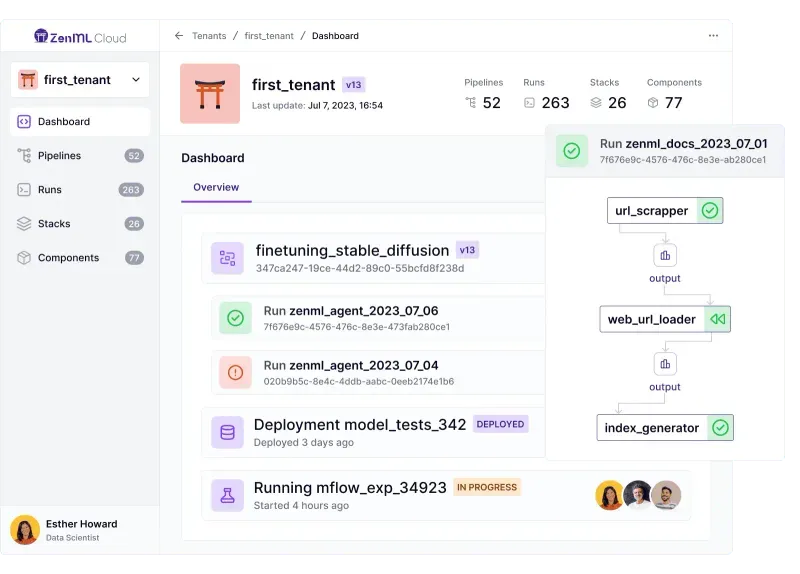 ZenML Cloud
first_tenant
Dashboard
Pipelines 52
Runs 263
Stacks 26
Components 77
Esther Howard
Data Scientist
← Tenants / first_tenant / Dashboard
...
first_tenant v13
Last update: Jul 7, 2023, 16:54
Pipelines
52
Runs
263
Stacks
26
Components
77
Dashboard
Overview
finetuning_stable_diffusion v13
347ca247-19ce-44d2-89c0-55bcfd8f238d
Run zenml_agent_2023_07_06
7f676e9c-4576-476c-8e3e-473fab280ce1
Run zenml_agent_2023_07_04
020b9b5c-8e4c-4ddb-aabc-0eeb2174e1b6
Deployment model_tests_342 DEPLOYED
Deployed 3 days ago
Running mflow_exp_34923 IN PROGRESS
Started 4 hours ago
Run zenml_docs_2023_07_01
7f676e9c-4576-476c-8e3e-ab280ce1
url_scrapper
output
web_url_loader
output
index_generator